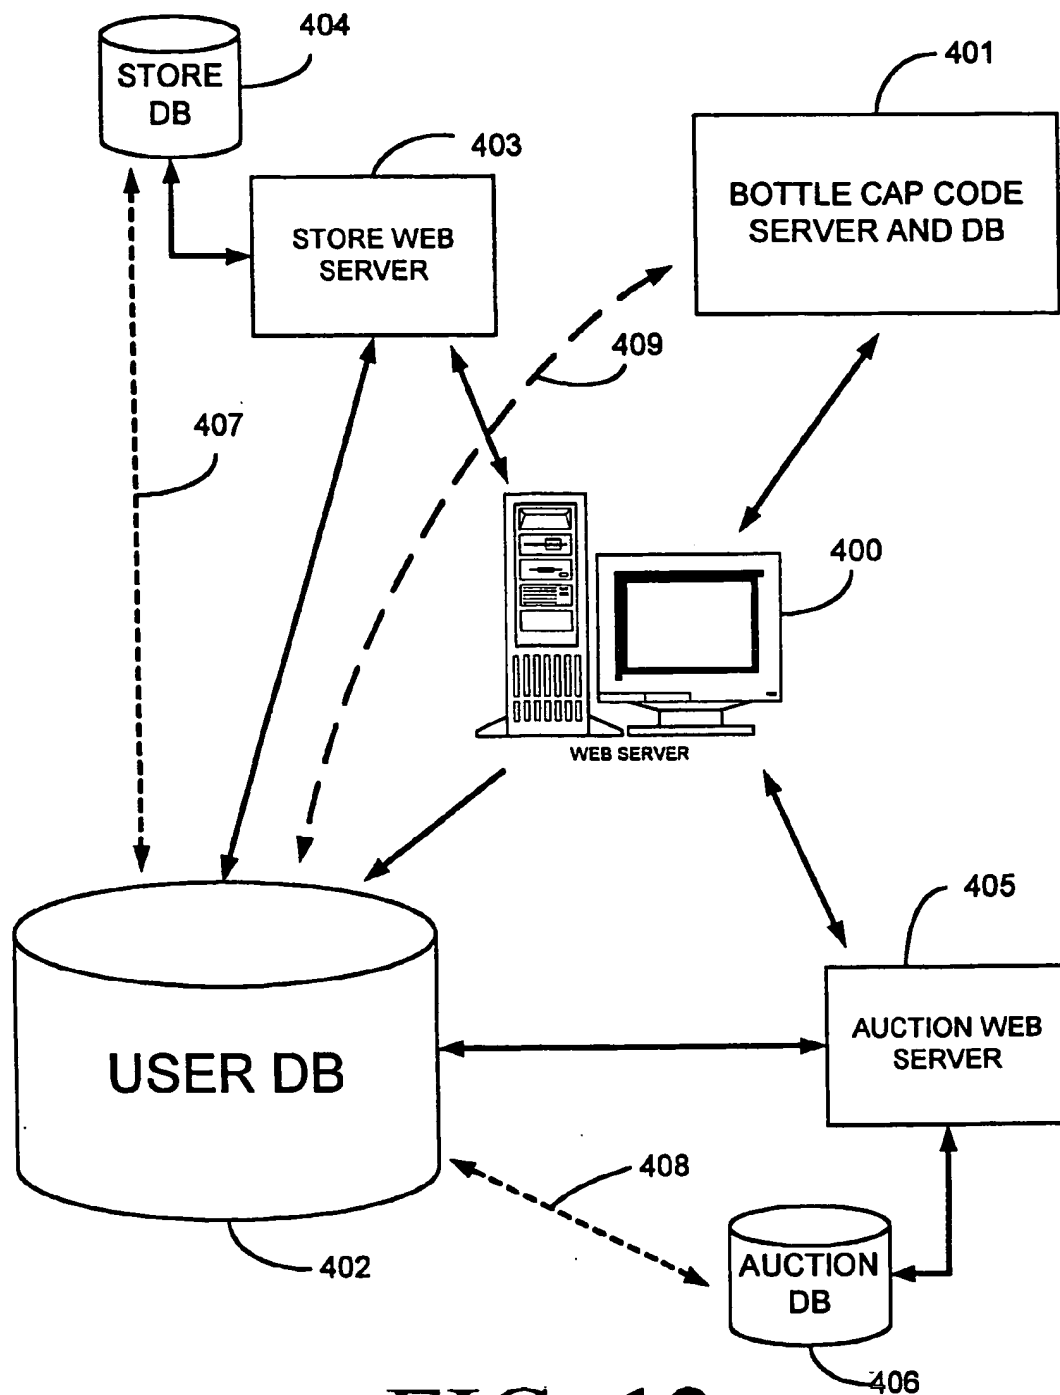 404
STORE
DB
401
403
STORE WEB
SERVER
BOTTLE CAP CODE
SERVER AND DB
409
407
400
WEB SERVER
405
USER DB
AUCTION WEB
SERVER
408
402
AUCTION
DB
406